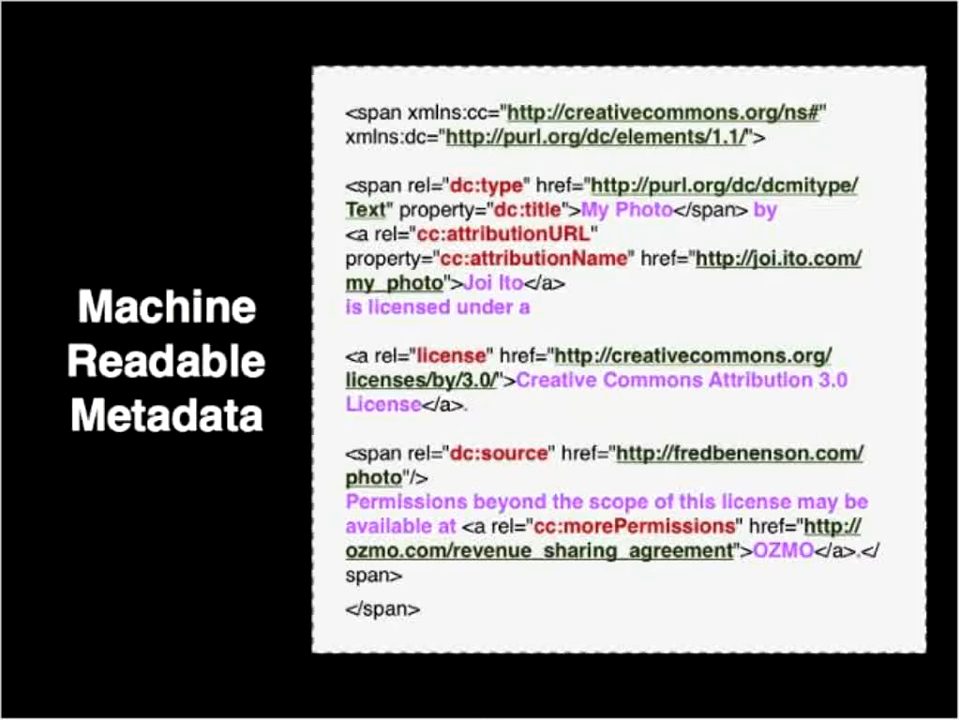 Machine
Readable
Metadata
<span xmlns:cc="http://creativecommons.org/ns#"
xmlns:dc="http://purl.org/dc/elements/1.1/">
<span rel="dc:type" href="http://purl.org/dc/dcmitype/
Text" property="dc:title">My Photo</span> by
<a rel="cc:attributionURL"
property="cc:attributionName" href="http://joi.ito.com/
my_photo">Joi Ito</a>
is licensed under a
<a rel="license" href="http://creativecommons.org/
licenses/by/3.0/">Creative Commons Attribution 3.0
License</a>.
<span rel="dc:source" href="http://fredbenenson.com/
photo"/>
Permissions beyond the scope of this license may be
available at <a rel="cc:morePermissions" href="http://
ozmo.com/revenue_sharing_agreement">OZMO</a>.</
span>
</span>